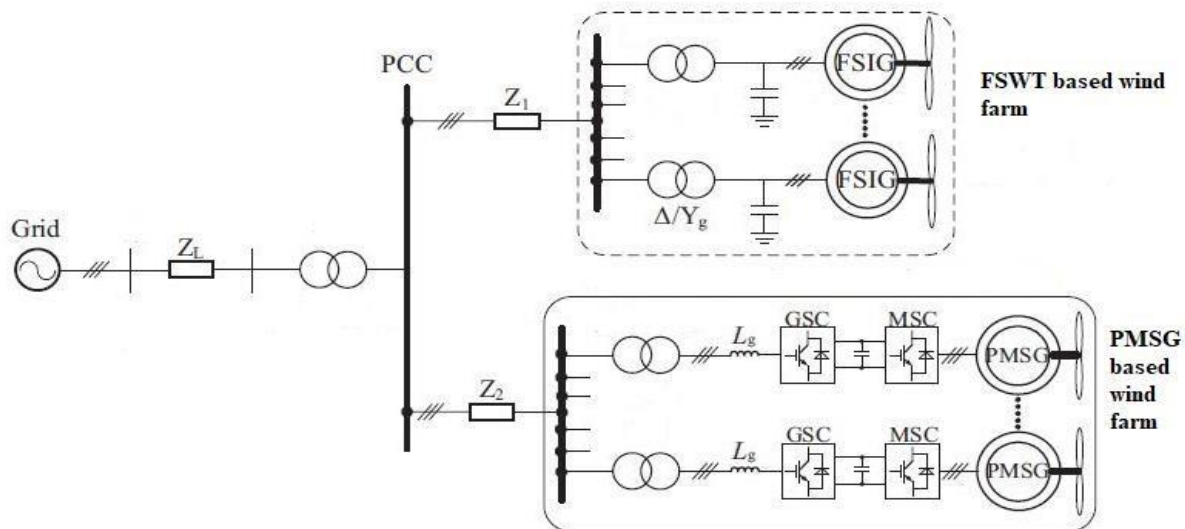 PCC
Z1
FSIG
FSWT based wind
farm
FSIG
Δ/Yg
Grid
ZL
Z2
Lg
GSC
MSC
PMSG
PMSG
based
wind
farm
Lg
GSC
MSC
PMSG